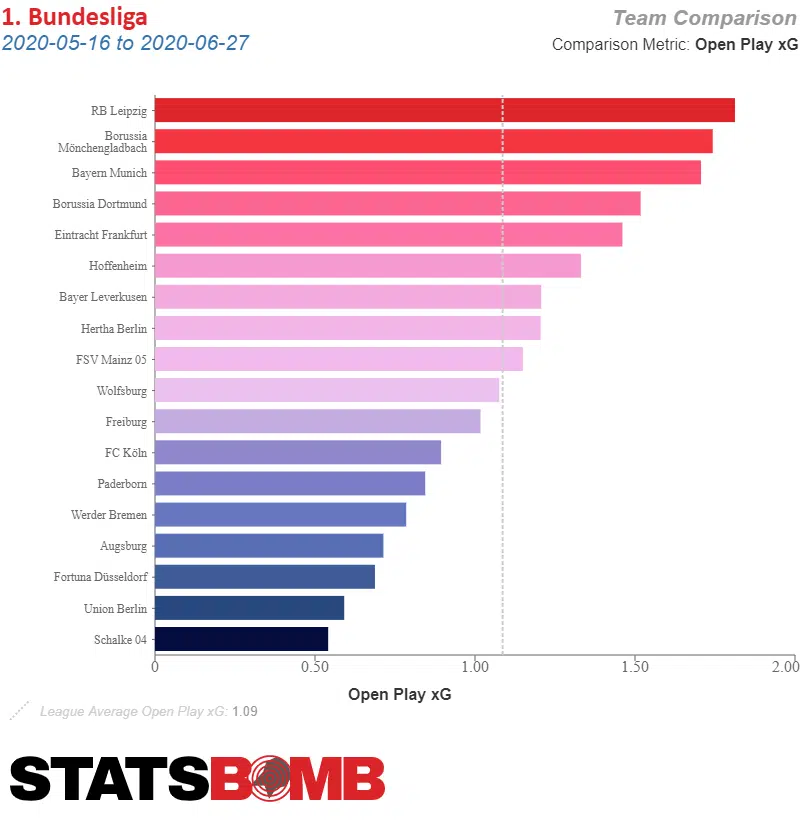 1. Bundesliga
Team Comparison
2020-05-16 to 2020-06-27
Comparison Metric: Open Play xG
RB Leipzig
Borussia
Mönchengladbach
Bayern Munich
Borussia Dortmund
Eintracht Frankfurt
Hoffenheim
Bayer Leverkusen
Hertha Berlin
FSV Mainz 05
Wolfsburg
Freiburg
FC Köln
Paderborn
Werder Bremen
Augsburg
Fortuna Düsseldorf
Union Berlin
Schalke 04
0 0.50 1.00 1.50 2.00
Open Play xG
League Average Open Play xG: 1.09
STATSBOMB